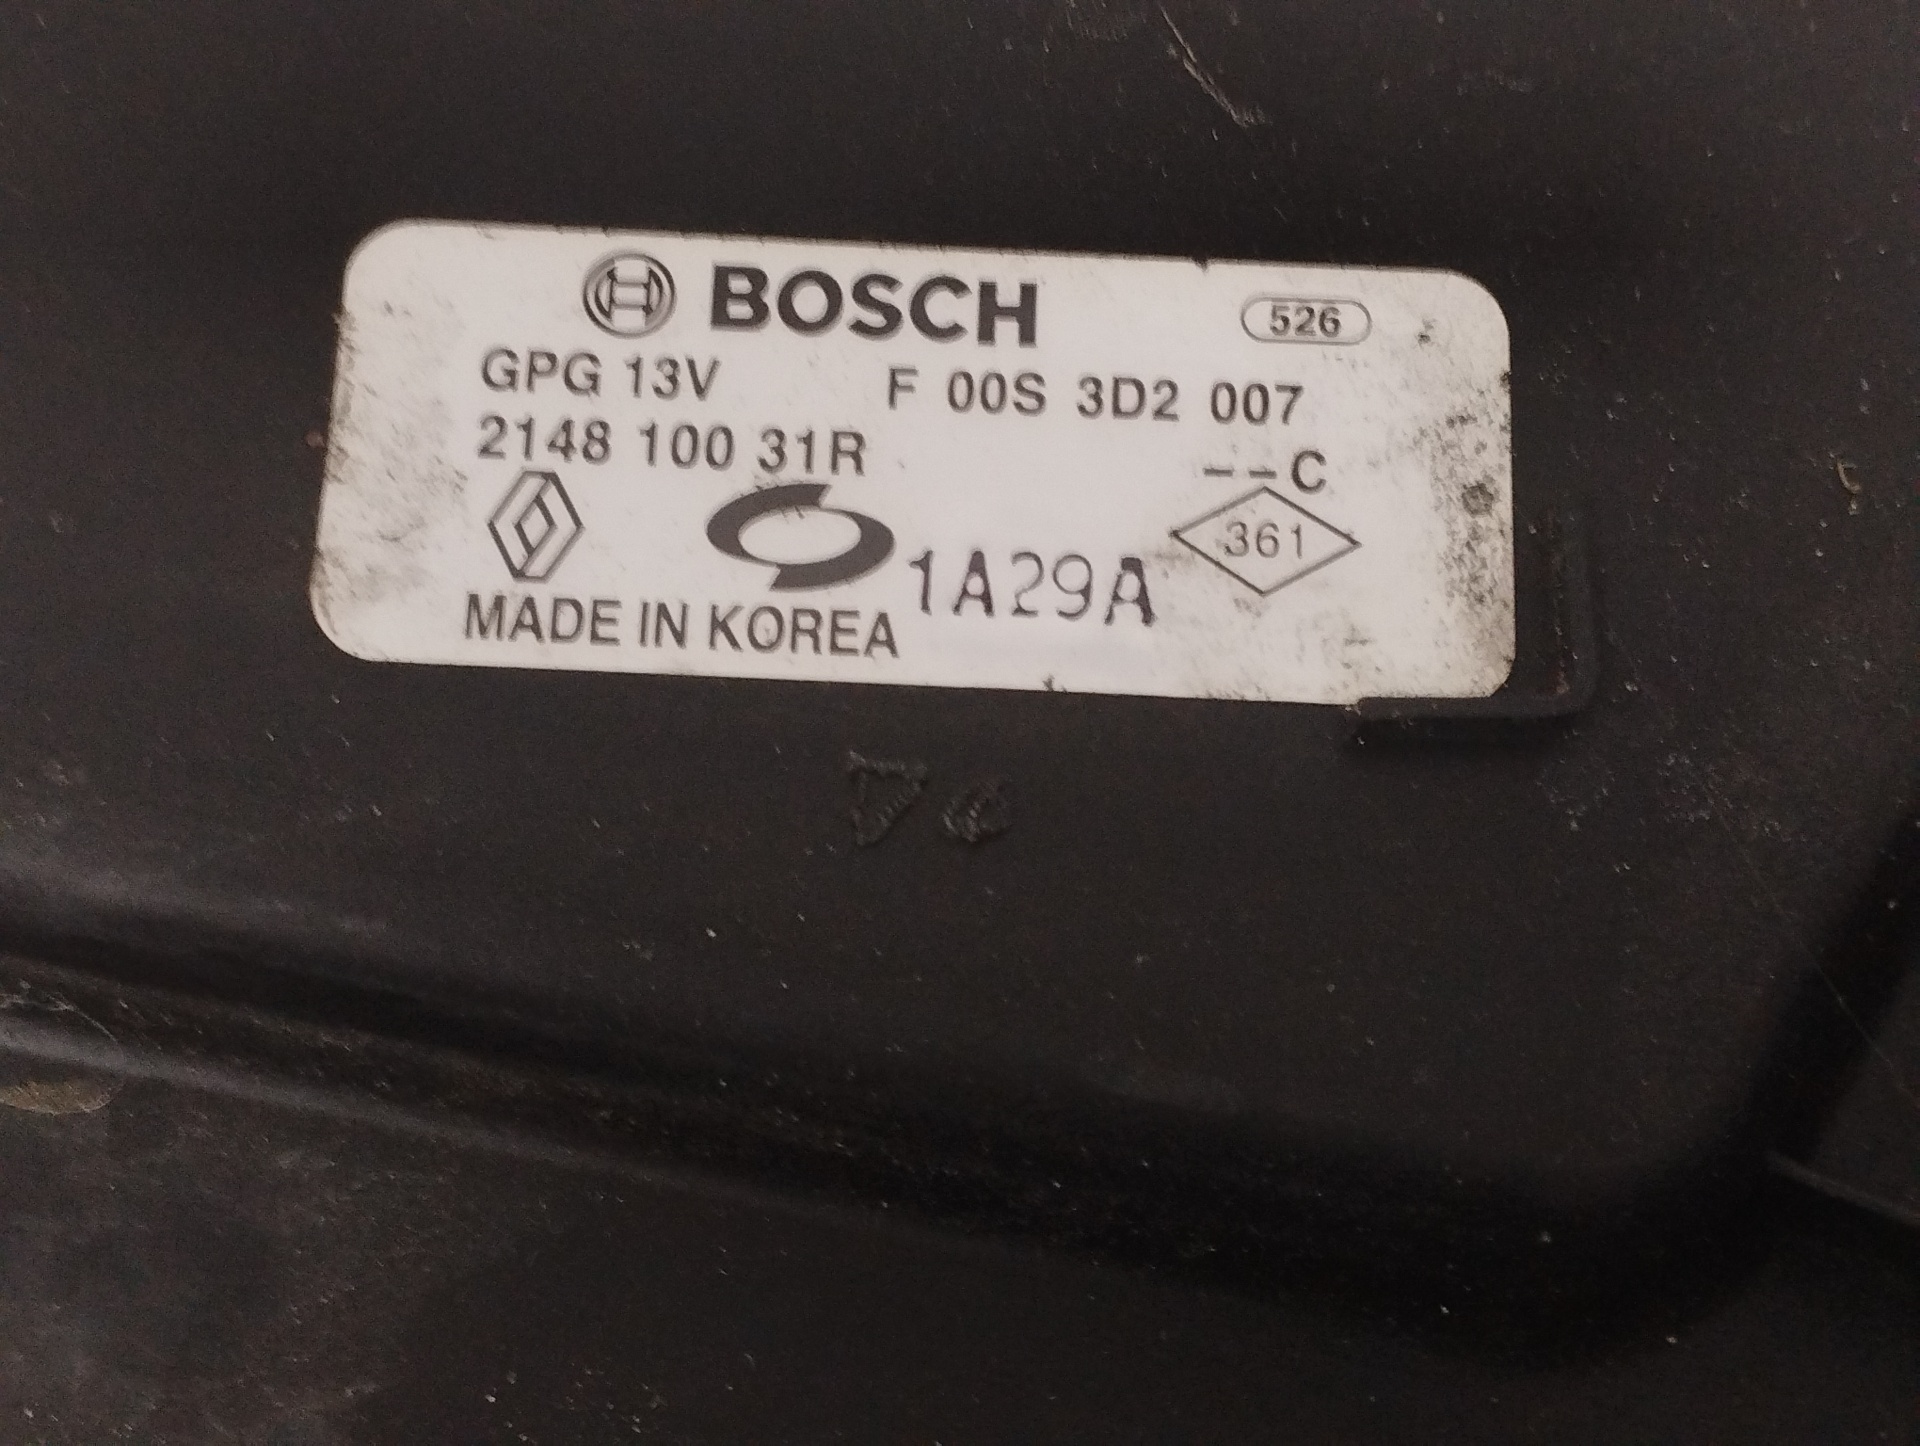 BOSCH 526
GPG 13V F 00S 3D2 007
2148 100 31R --C
361
1A29A
MADE IN KOREA